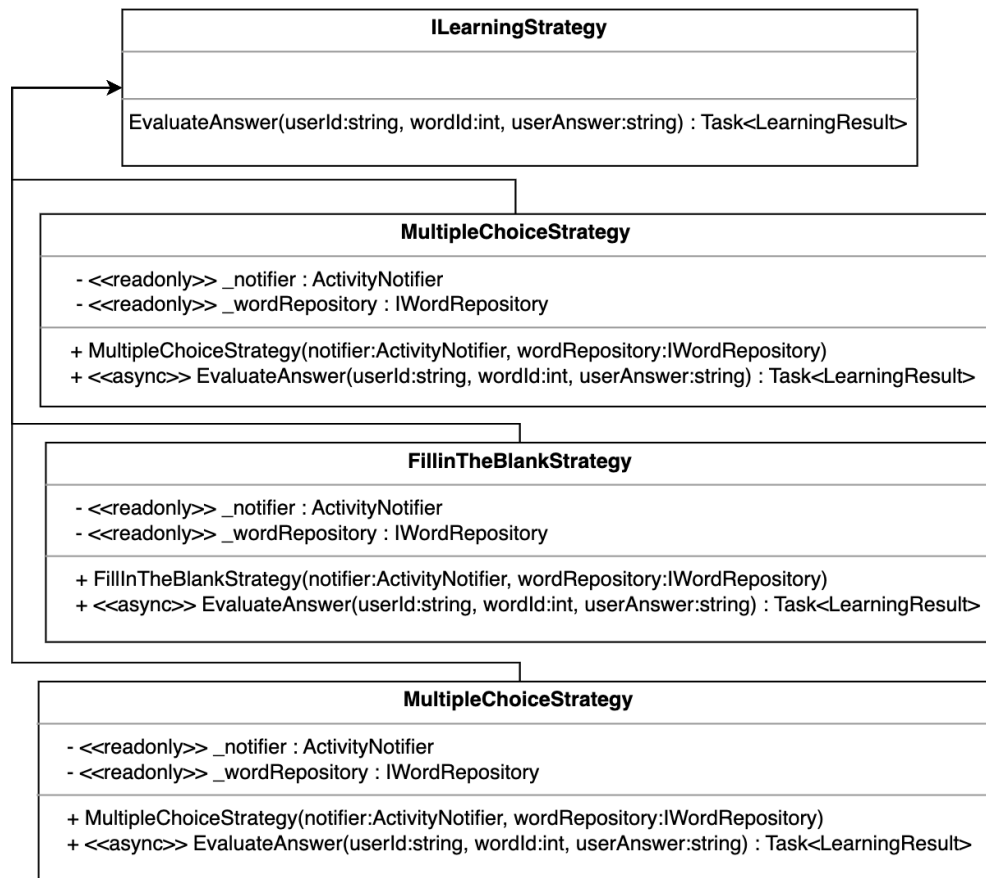 ILearningStrategy
EvaluateAnswer(userId:string, wordId:int, userAnswer:string) : Task<LearningResult>
MultipleChoiceStrategy
- <<readonly>> _notifier : ActivityNotifier
- <<readonly>> _wordRepository : IWordRepository
+ MultipleChoiceStrategy(notifier:ActivityNotifier, wordRepository:IWordRepository)
+ <<async>> EvaluateAnswer(userId:string, wordId:int, userAnswer:string) : Task<LearningResult>
FillinTheBlankStrategy
- <<readonly>> _notifier : ActivityNotifier
- <<readonly>> _wordRepository : IWordRepository
+ FillInTheBlankStrategy(notifier:ActivityNotifier, wordRepository:IWordRepository)
+ <<async>> EvaluateAnswer(userId:string, wordId:int, userAnswer:string) : Task<LearningResult>
MultipleChoiceStrategy
- <<readonly>> _notifier : ActivityNotifier
- <<readonly>> _wordRepository : IWordRepository
+ MultipleChoiceStrategy(notifier:ActivityNotifier, wordRepository:IWordRepository)
+ <<async>> EvaluateAnswer(userId:string, wordId:int, userAnswer:string) : Task<LearningResult>